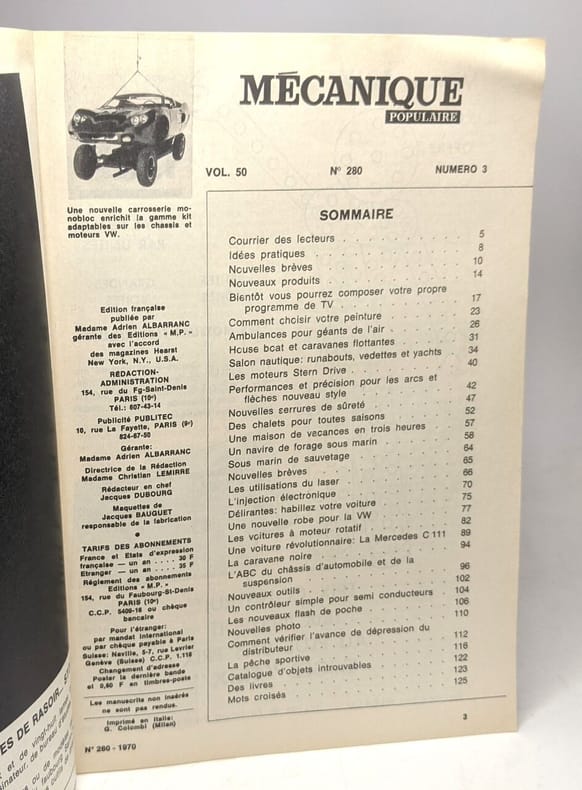 MÉCANIQUE
POPULAIRE
VOL. 50 N° 280 NUMERO 3
Une nouvelle carrosserie mo-
nobloc enrichit la gamme kit
adaptables sur les chassis et
moteurs VW.
Edition française
publiée par
Madame Adrien ALBARRANC
gérante des Editions « M.P. »
avec l'accord
des magazines Hearst
New York, N.Y., U.S.A.
RÉDACTION-
ADMINISTRATION
154, rue du Fg-Saint-Denis
PARIS (10e)
Tél.: 607-43-14
Publicité PUBLITEC
10, rue La Fayette, PARIS (9e)
824-67-50
Gérante:
Madame Adrien ALBARRANC
Directrice de la Rédaction
Madame Christian LEMIRRE
Rédacteur en chef
Jacques DUBOURG
Maquettes de
Jacques BAUGUET
responsable de la fabrication
TARIFS DES ABONNEMENTS
France et Etats d'expression
française — un an ..... 30 F
Etranger — un an ..... 35 F
Réglement des abonnements
Editions « M.P. »
154, rue du Faubourg-St-Denis
PARIS (10e)
C.C.P. 5409-16 ou chèque
bancaire
Pour l'étranger:
par mandat international
ou par chèque payable à Paris
Suisse: Naville, 5-7, rue Levrier
Genève (Suisse) C.C.P. 1.118
Changement d'adresse
Poster la dernière bande
et 0,60 F en timbres-poste
Les manuscrits non insérés
ne sont pas rendus.
Imprimé en Italie:
G. Colombi (Milan)
N° 280 - 1970
SOMMAIRE
Courrier des lecteurs 5
Idées pratiques 8
Nouvelles brèves 10
Nouveaux produits 14
Bientôt vous pourrez composer votre propre
programme de TV 17
Comment choisir votre peinture 23
Ambulances pour géants de l'air 26
House boat et caravanes flottantes 31
Salon nautique: runabouts, vedettes et yachts 34
Les moteurs Stern Drive 40
Performances et précision pour les arcs et
flèches nouveau style 42
Nouvelles serrures de sûreté 47
Des chalets pour toutes saisons 52
Une maison de vacances en trois heures 57
Un navire de forage sous marin 58
Sous marin de sauvetage 64
Nouvelles brèves 65
Les utilisations du laser 66
L'injection électronique 70
Délirantes: habillez votre voiture 75
Une nouvelle robe pour la VW 77
Les voitures à moteur rotatif 82
Une voiture révolutionnaire: La Mercedes C 111 89
La caravane noire 94
L'ABC du châssis d'automobile et de la
suspension 96
Nouveaux outils 102
Un contrôleur simple pour semi conducteurs 104
Les nouveaux flash de poche 106
Nouvelles photo 110
Comment vérifier l'avance de dépression du
distributeur 112
La pêche sportive 116
Catalogue d'objets introuvables 122
Des livres 123
Mots croisés 125
3
ES DE RASOIR...